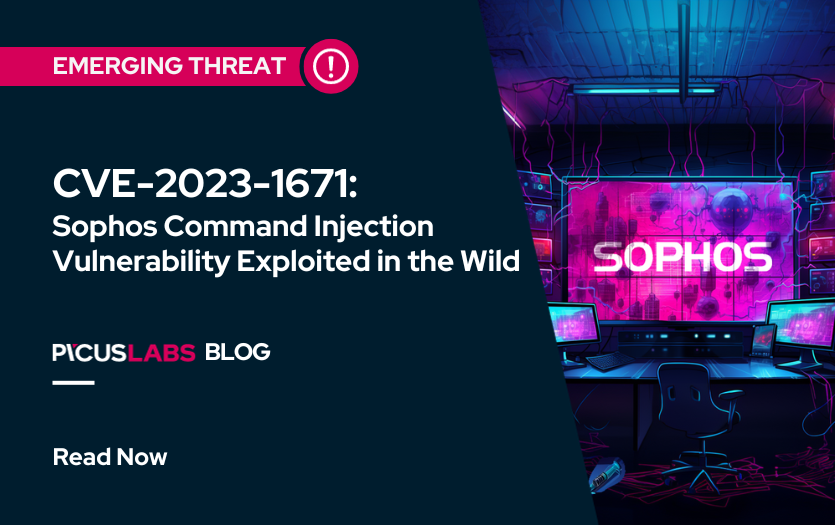 EMERGING THREAT
CVE-2023-1671:
Sophos Command Injection
Vulnerability Exploited in the Wild
PICUSLABS BLOG
Read Now
SOPHOS